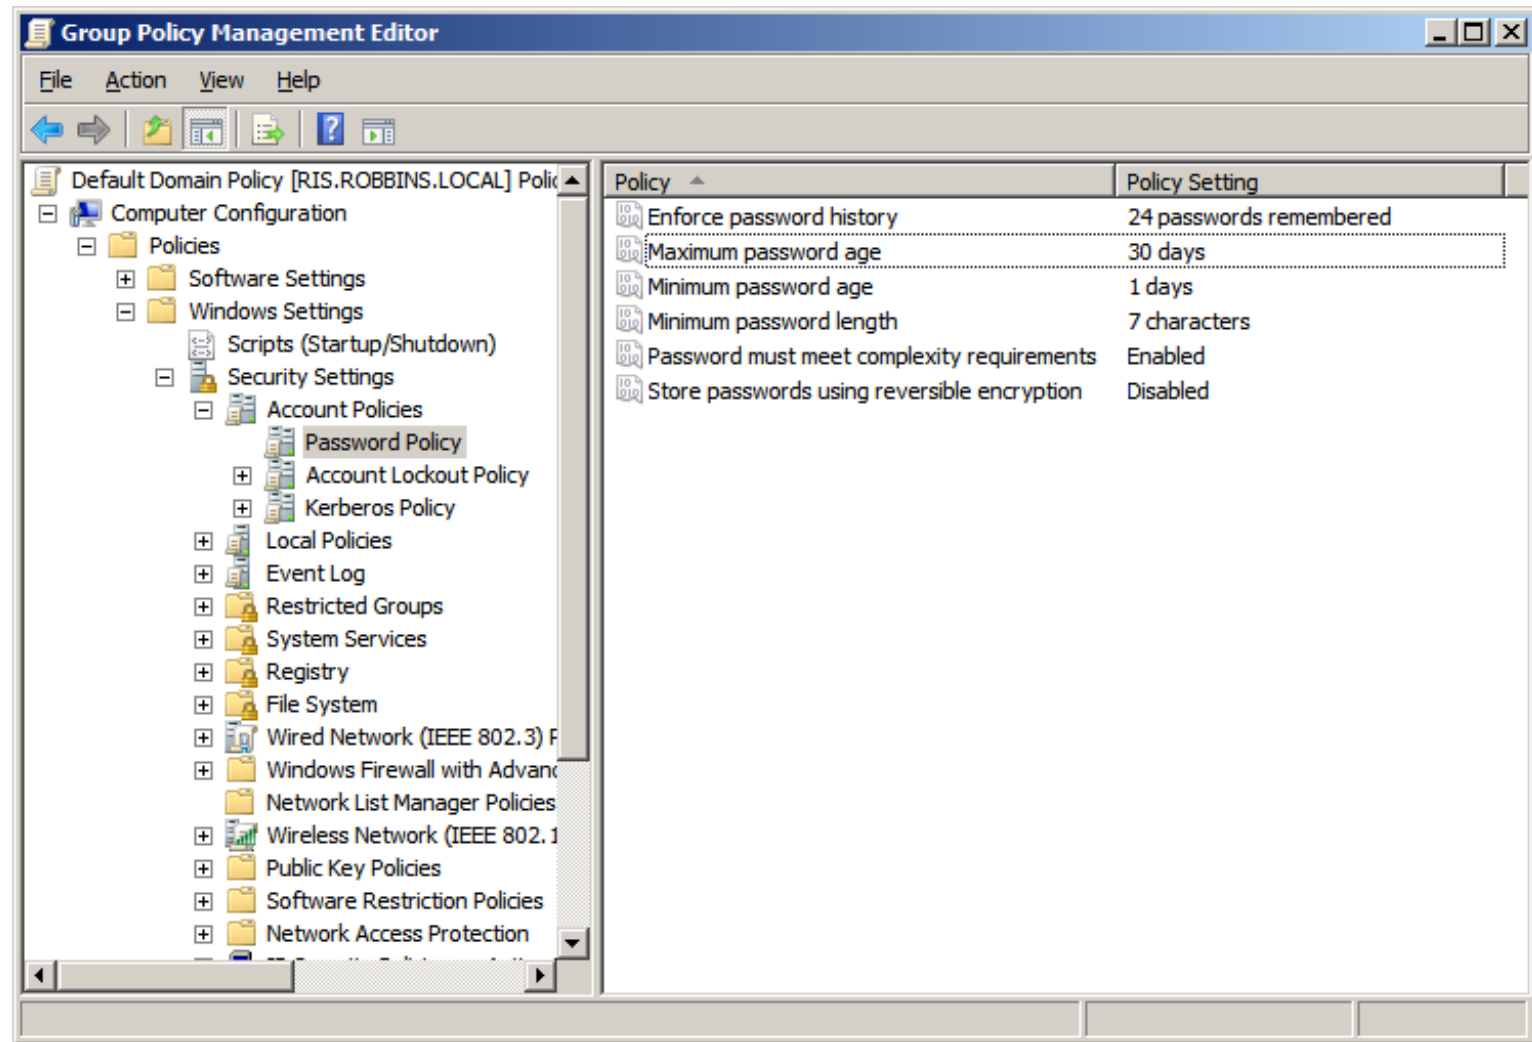 Group Policy Management Editor
File Action View Help
Default Domain Policy [RIS.ROBBINS.LOCAL]
Computer Configuration
Policies
Software Settings
Windows Settings
Scripts (Startup/Shutdown)
Security Settings
Account Policies
Password Policy
Account Lockout Policy
Kerberos Policy
Local Policies
Event Log
Restricted Groups
System Services
Registry
File System
Wired Network (IEEE 802.3)
Windows Firewall with
Network List Manager Policies
Wireless Network (IEEE 802.1
Public Key Policies
Software Restriction Policies
Network Access Protection
Policy Policy Setting
Enforce password history 24 passwords remembered
Maximum password age 30 days
Minimum password age 1 days
Minimum password length 7 characters
Password must meet complexity requirements Enabled
Store passwords using reversible encryption Disabled